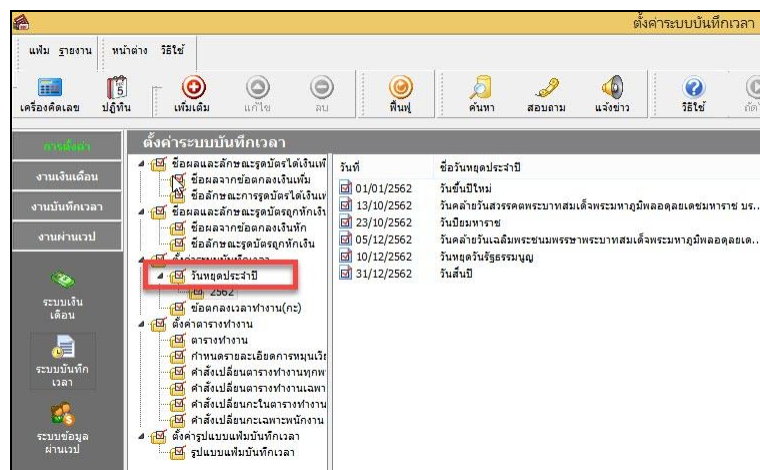 ตั้งค่าระบบบันทึกเวลา
แฟ้ม รายงาน หน้าต่าง วิธีใช้
5
เครื่องคิดเลข ปฏิทิน เพิ่มเติม แก้ไข ลบ ฟื้นฟู ค้นหา สอบถาม แจ้งข่าว วิธีใช้
การตั้งค่า
งานเงินเดือน
งานบันทึกเวลา
งานผ่านเวป
ระบบเงิน
เดือน
ระบบบันทึก
เวลา
ระบบข้อมูล
ผ่านเวป
ตั้งค่าระบบบันทึกเวลา
ชื่อผลและลักษณะรูดบัตรได้เงินเพิ่
ชื่อผลจากข้อตกลงเงินเพิ่ม
ชื่อลักษณะการรูดบัตรได้เงินเ
ชื่อผลและลักษณะรูดบัตรถูกหักเงิ
ชื่อผลจากข้อตกลงเงินหัก
ชื่อลักษณะรูดบัตรถูกหักเงิน
ตั้งค่าระบบบันทึกเวลา
วันหยุดประจำปี
2562
ข้อตกลงเวลาทำงาน(กะ)
ตั้งค่าตารางทำงาน
ตารางทำงาน
กำหนดรายละเอียดการหมุนเวี
คำสั่งเปลี่ยนตารางทำงานทุกพ
คำสั่งเปลี่ยนตารางทำงานเฉพา
คำสั่งเปลี่ยนกะในตารางทำงาน
คำสั่งเปลี่ยนกะเฉพาะพนักงาน
ตั้งค่ารูปแบบแฟ้มบันทึกเวลา
รูปแบบแฟ้มบันทึกเวลา
วันที่ ชื่อวันหยุดประจำปี
01/01/2562 วันขึ้นปีใหม่
13/10/2562 วันคล้ายวันสวรรคตพระบาทสมเด็จพระมหาภูมิพลอดุลยเดชมหาราช บร...
23/10/2562 วันปิยมหาราช
05/12/2562 วันคล้ายวันเฉลิมพระชนมพรรษาพระบาทสมเด็จพระมหาภูมิพลอดุลยเด...
10/12/2562 วันหยุดวันรัฐธรรมนูญ
31/12/2562 วันสิ้นปี